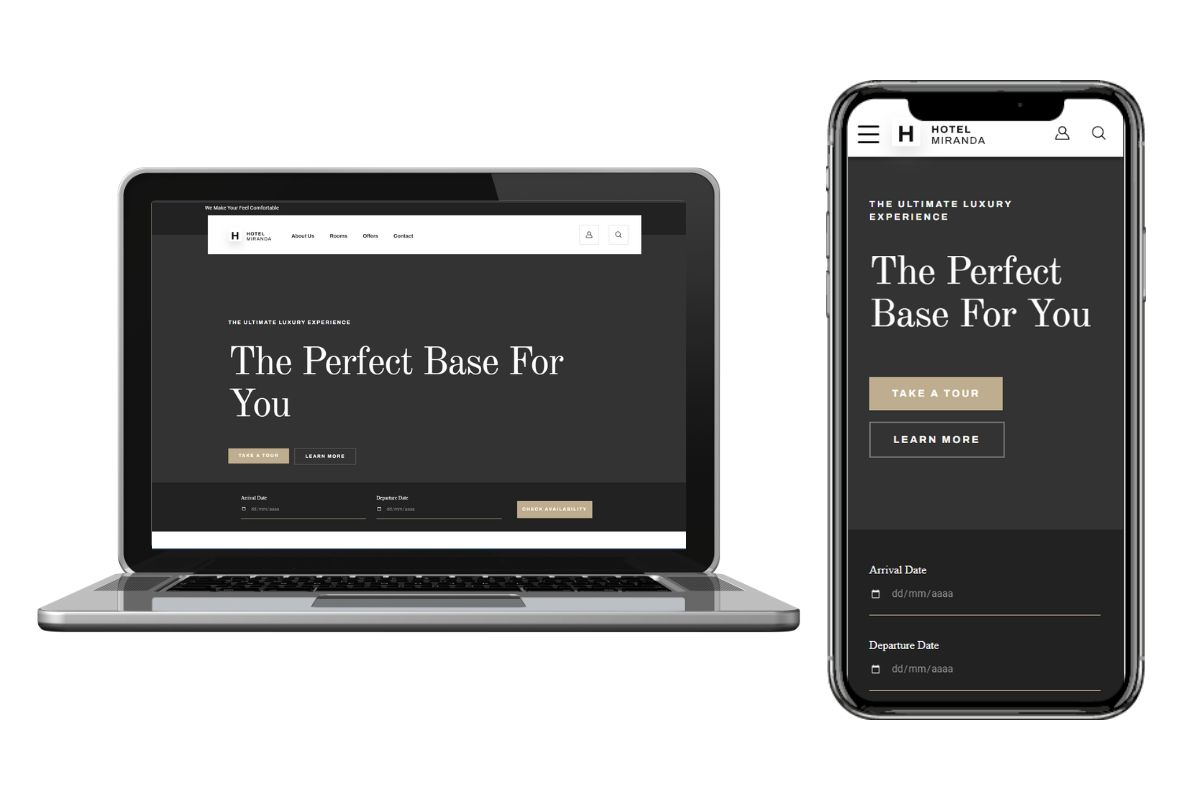 We Make Your Feel Comfortable
H HOTEL
MIRANDA
About Us Rooms Offers Contact
THE ULTIMATE LUXURY EXPERIENCE
The Perfect Base For
You
TAKE A TOUR LEARN MORE
Arrival Date Departure Date
dd/mm/aaaa dd/mm/aaaa CHECK AVAILABILITY
H HOTEL
MIRANDA
THE ULTIMATE LUXURY
EXPERIENCE
The Perfect
Base For You
TAKE A TOUR
LEARN MORE
Arrival Date
dd/mm/aaaa
Departure Date
dd/mm/aaaa